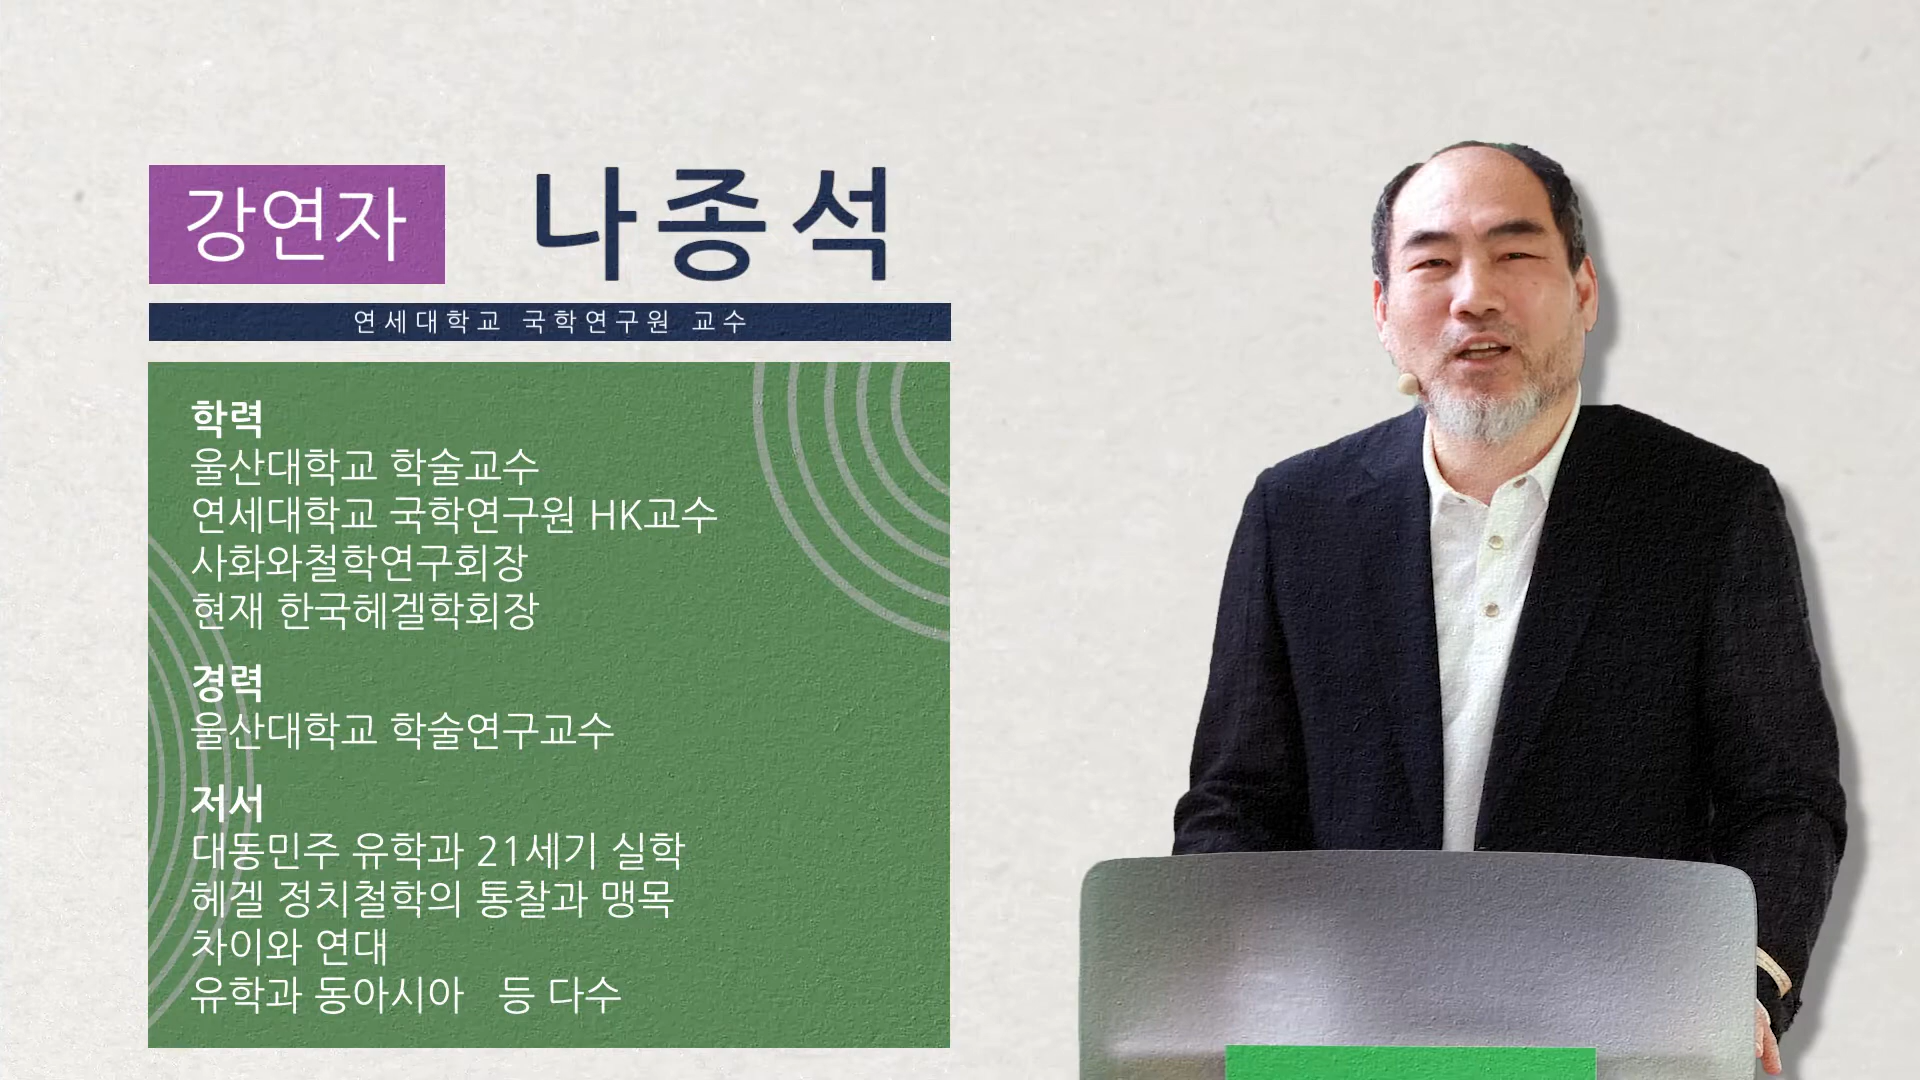 강연자
나종석
연세대학교 국학연구원 교수
학력
울산대학교 학술교수
연세대학교 국학연구원 HK교수
사화와철학연구회장
현재 한국헤겔학회장
경력
울산대학교 학술연구교수
저서
대동민주 유학과 21세기 실학
헤겔 정치철학의 통찰과 맹목
차이와 연대
유학과 동아시아 등 다수